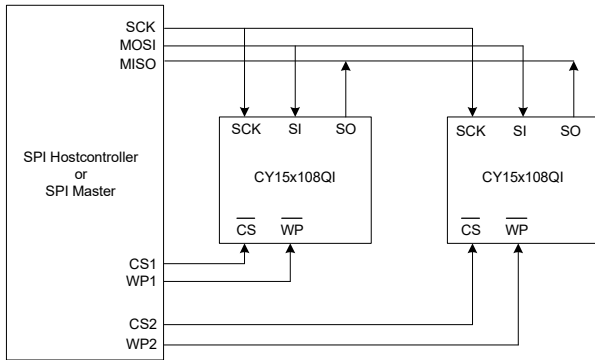 SCK
MOSI
MISO
SPI Hostcontroller
or
SPI Master
CS1
WP1
CS2
WP2
SCK SI SO
CY15x108QI
CS WP
SCK SI SO
CY15x108QI
CS WP